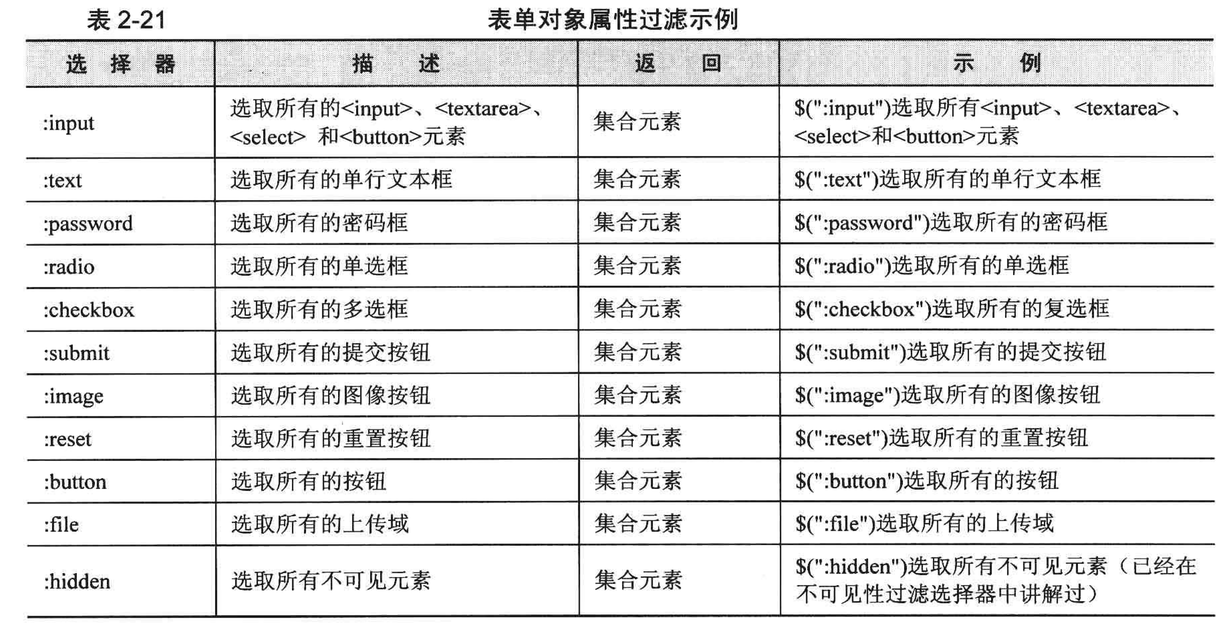 表 2-21 表单对象属性过滤示例
选 择 器 描 述 返 回 示 例
:input 选取所有的<input>、<textarea>、<select> 和<button>元素 集合元素 $(":input")选取所有<input>、<textarea>、<select>和<button>元素
:text 选取所有的单行文本框 集合元素 $(":text")选取所有的单行文本框
:password 选取所有的密码框 集合元素 $(":password")选取所有的密码框
:radio 选取所有的单选框 集合元素 $(":radio")选取所有的单选框
:checkbox 选取所有的多选框 集合元素 $(":checkbox")选取所有的复选框
:submit 选取所有的提交按钮 集合元素 $(":submit")选取所有的提交按钮
:image 选取所有的图像按钮 集合元素 $(":image")选取所有的图像按钮
:reset 选取所有的重置按钮 集合元素 $(":reset")选取所有的重置按钮
:button 选取所有的按钮 集合元素 $(":button")选取所有的按钮
:file 选取所有的上传域 集合元素 $(":file")选取所有的上传域
:hidden 选取所有不可见元素 集合元素 $(":hidden")选取所有不可见元素（已经在不可见性过滤选择器中讲解过）